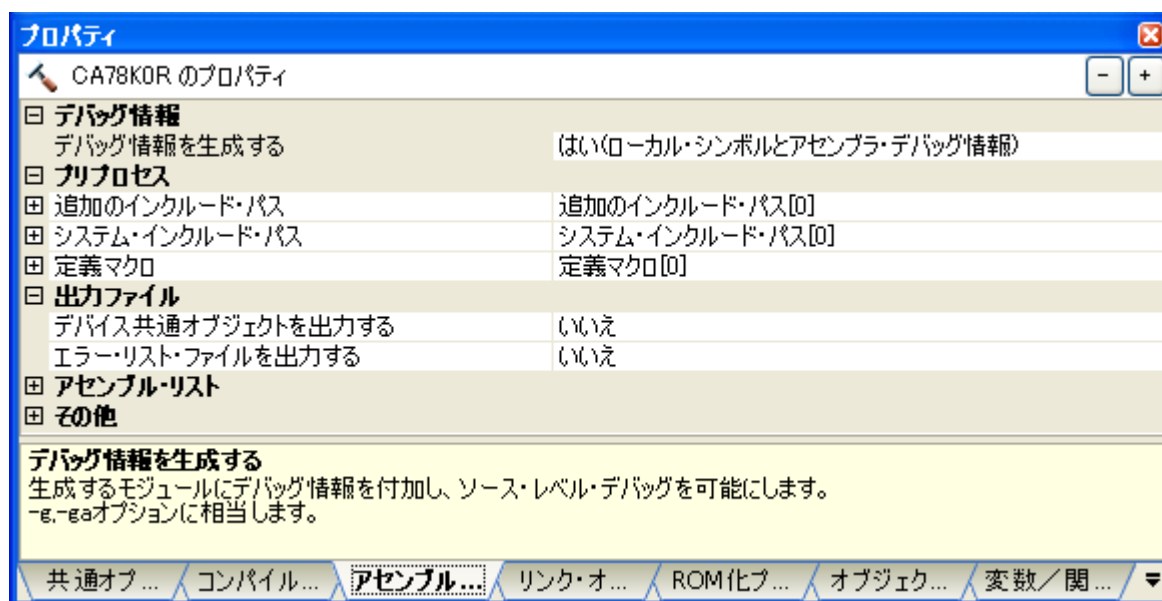 プロパティ
CA78K0R のプロパティ
- +
デバッグ情報
デバッグ情報を生成する はい(ローカル・シンボルとアセンブラ・デバッグ情報)
プリプロセス
追加のインクルード・パス 追加のインクルード・パス[0]
システム・インクルード・パス システム・インクルード・パス[0]
定義マクロ 定義マクロ[0]
出力ファイル
デバイス共通オブジェクトを出力する いいえ
エラー・リスト・ファイルを出力する いいえ
アセンブル・リスト
その他
デバッグ情報を生成する
生成するモジュールにデバッグ情報を付加し、ソース・レベル・デバッグを可能にします。
-g,-gaオプションに相当します。
共通オプ... コンパイル... アセンブル... リンク・オ... ROM化プ... オブジェク... 変数／関...